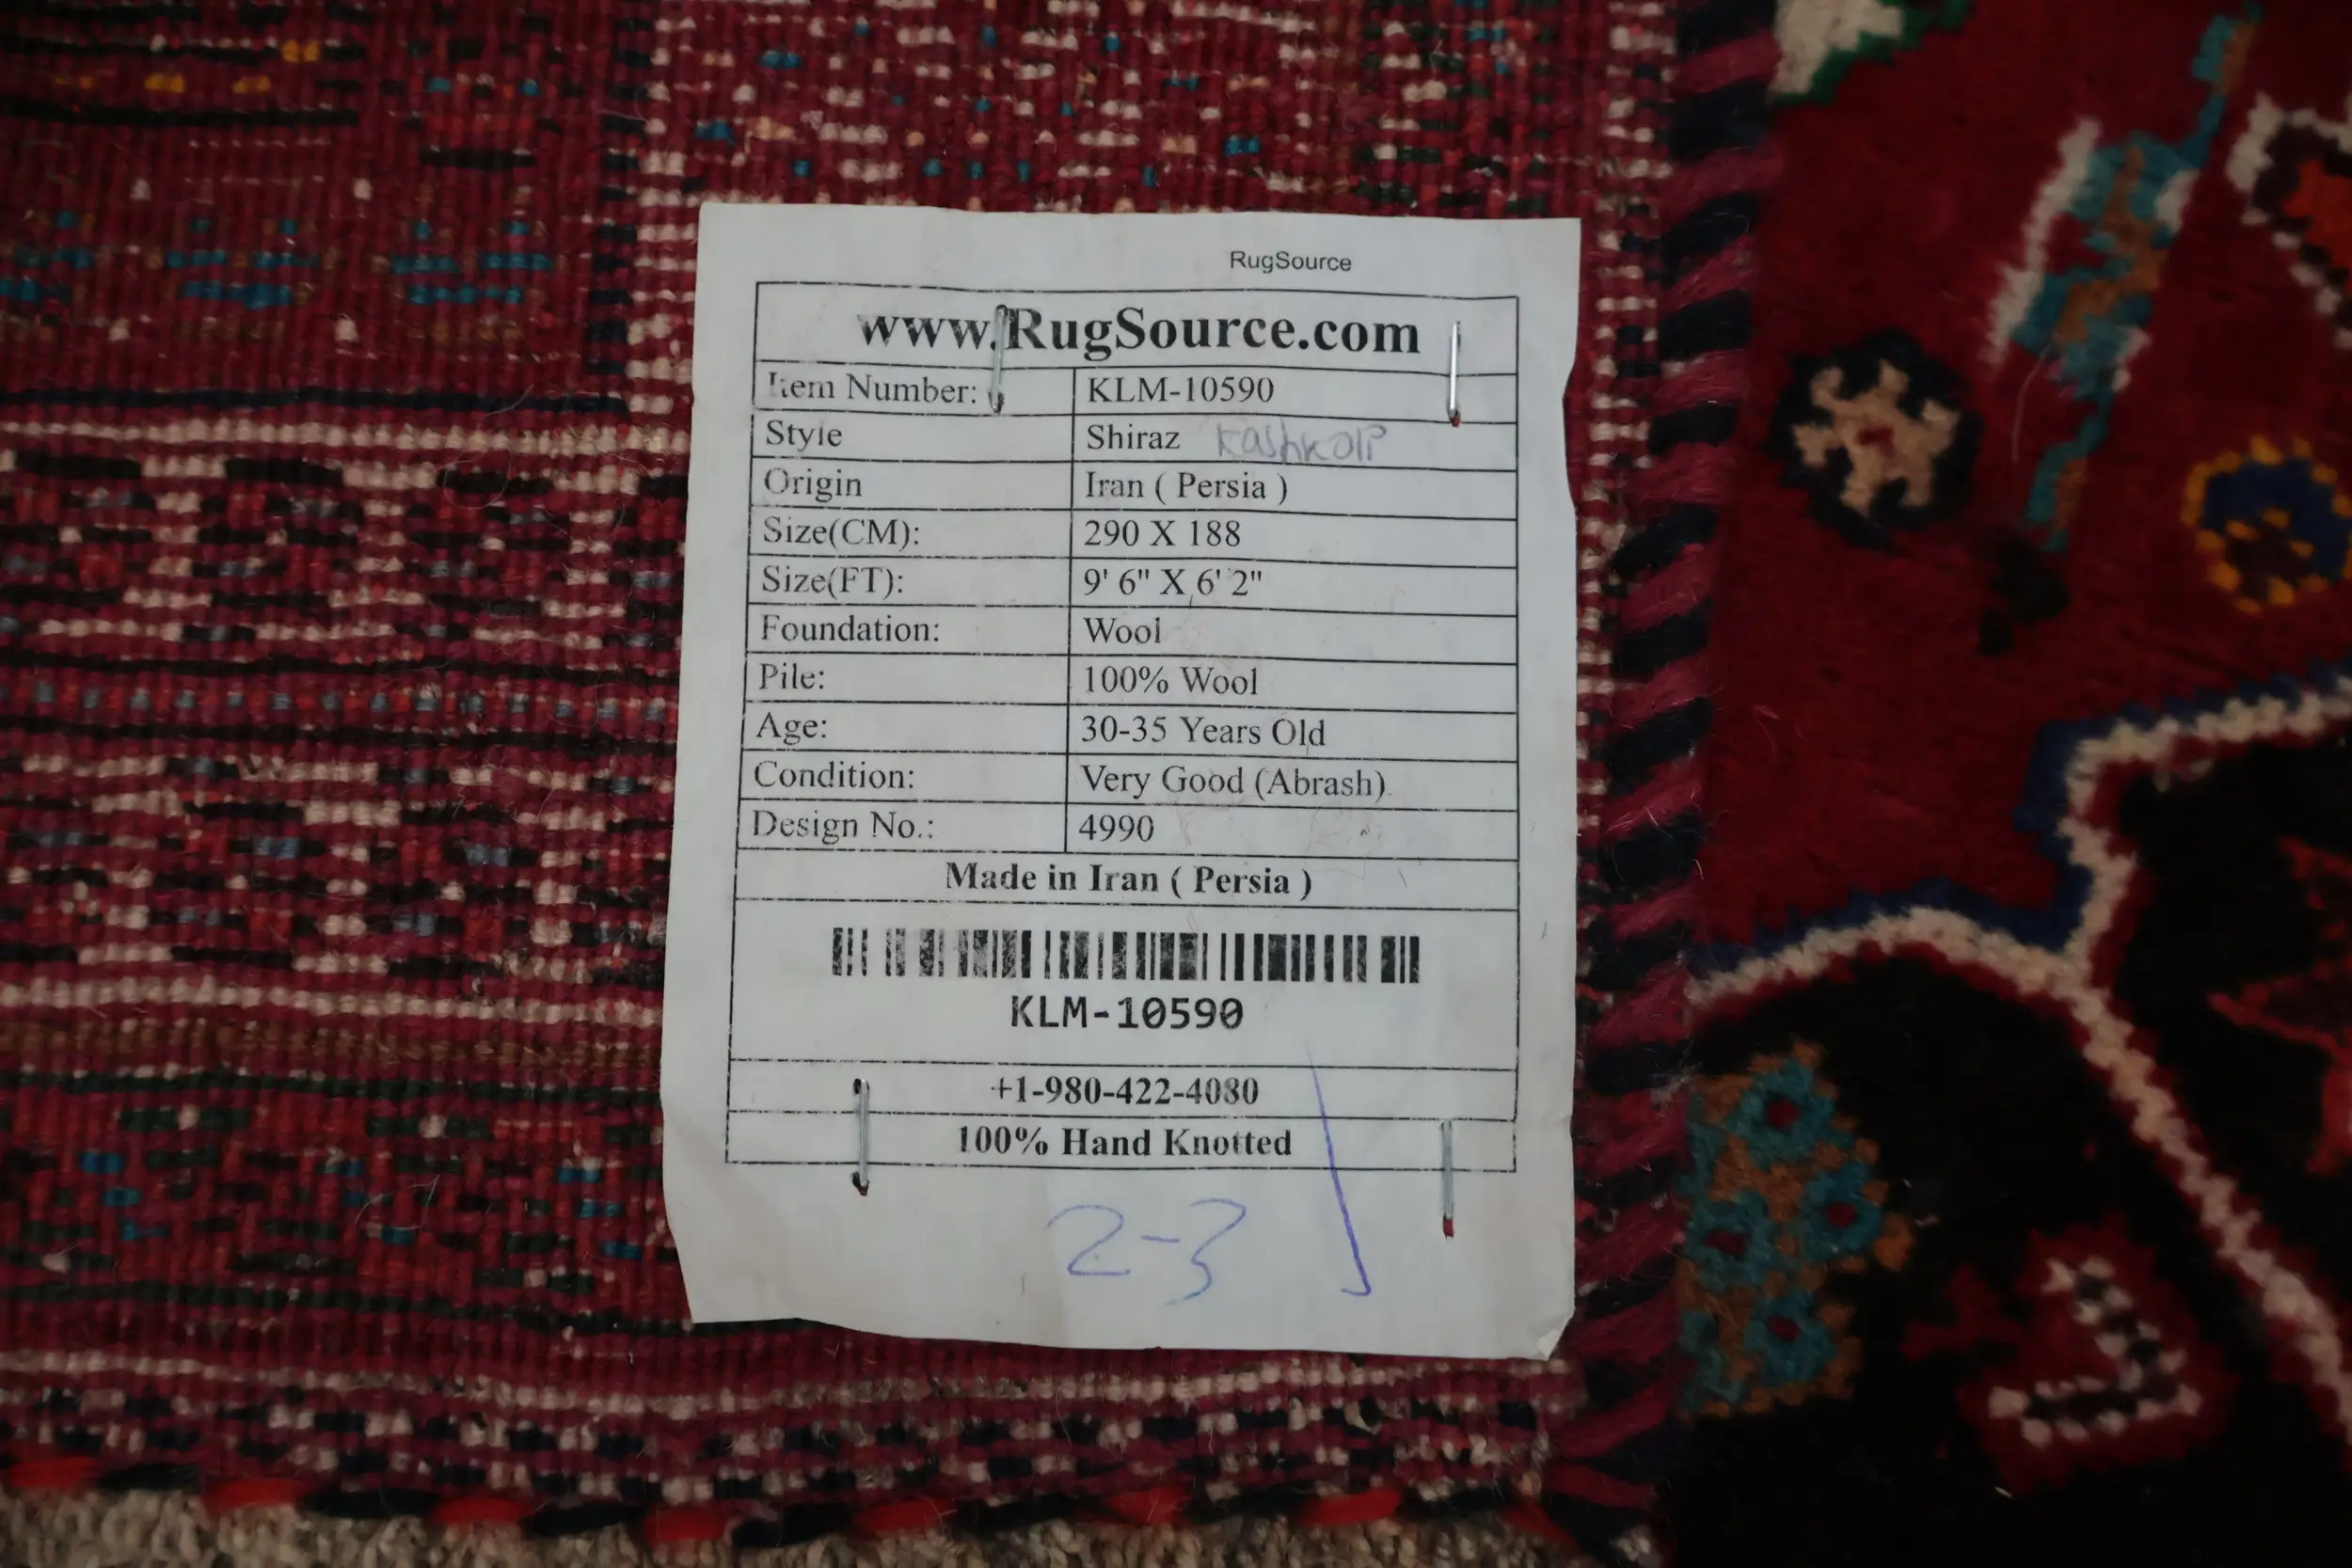 RugSource
www.RugSource.com
Item Number: KLM-10590
Style Shiraz Kashkoli
Origin Iran ( Persia )
Size(CM): 290 X 188
Size(FT): 9' 6" X 6' 2"
Foundation: Wool
Pile: 100% Wool
Age: 30-35 Years Old
Condition: Very Good (Abrash)
Design No.: 4990
Made in Iran ( Persia )
KLM-10590
+1-980-422-4080
100% Hand Knotted
2-3